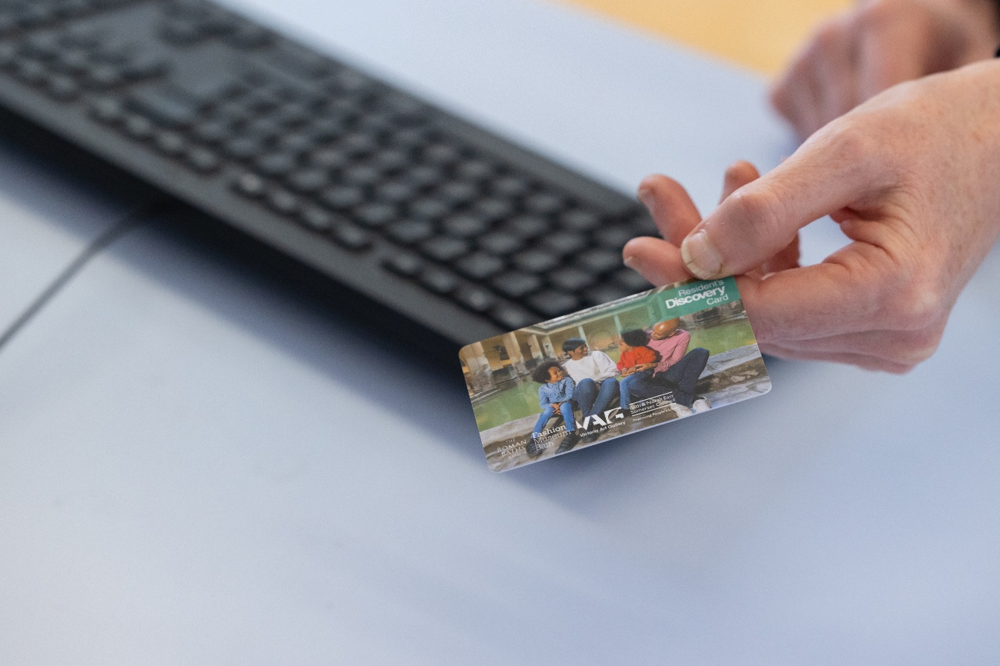 Resident's
Discovery
Card
THE
ROMAN
BATHS
Fashion
Museum
Bath
VAG
Victoria Art Gallery
Bath & North East
Somerset Council